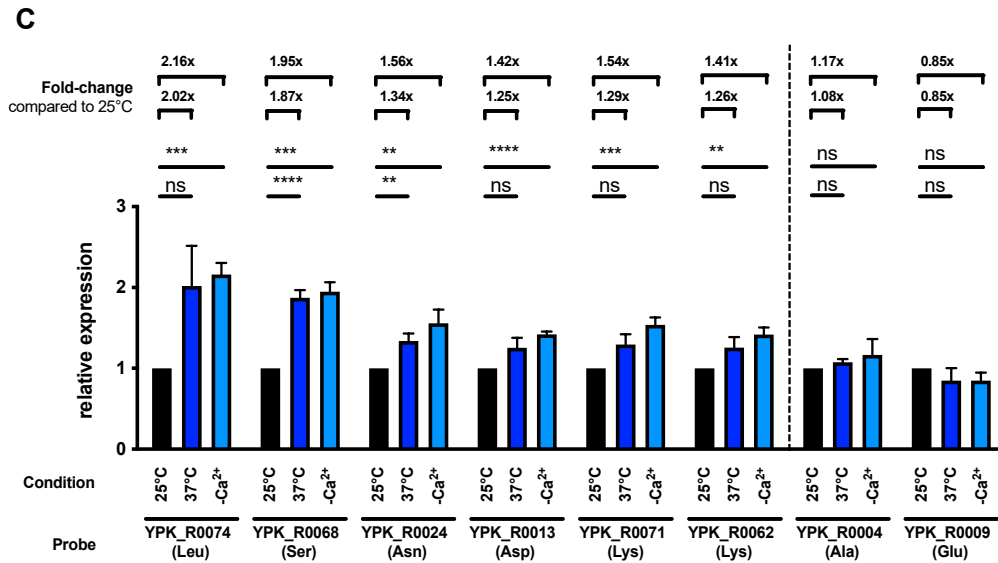 C
2.16x 1.95x 1.56x 1.42x 1.54x 1.41x 1.17x 0.85x
Fold-change
compared to 25°C
2.02x 1.87x 1.34x 1.25x 1.29x 1.26x 1.08x 0.85x
*** *** ** **** *** ** ns ns
ns **** ** ns ns ns ns ns
3
2
1
0
relative expression
Condition
25°C 37°C -Ca²⁺ 25°C 37°C -Ca²⁺ 25°C 37°C -Ca²⁺ 25°C 37°C -Ca²⁺ 25°C 37°C -Ca²⁺ 25°C 37°C -Ca²⁺ 25°C 37°C -Ca²⁺ 25°C 37°C -Ca²⁺
Probe
YPK_R0074 YPK_R0068 YPK_R0024 YPK_R0013 YPK_R0071 YPK_R0062 YPK_R0004 YPK_R0009
(Leu) (Ser) (Asn) (Asp) (Lys) (Lys) (Ala) (Glu)